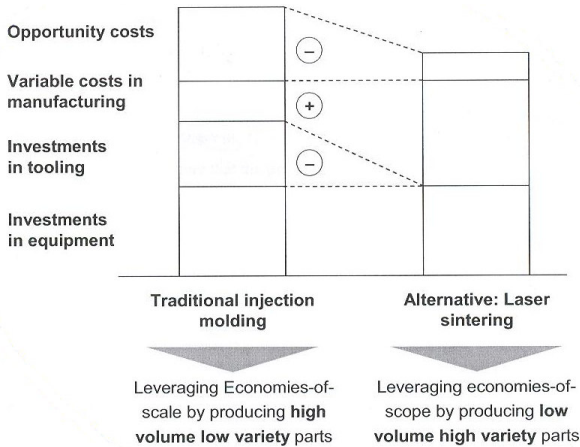 Opportunity costs
Variable costs in
manufacturing
Investments
in tooling
Investments
in equipment
−
+
−
Traditional injection
molding
Alternative: Laser
sintering
Leveraging Economies-of-
scale by producing high
volume low variety parts
Leveraging economies-of-
scope by producing low
volume high variety parts